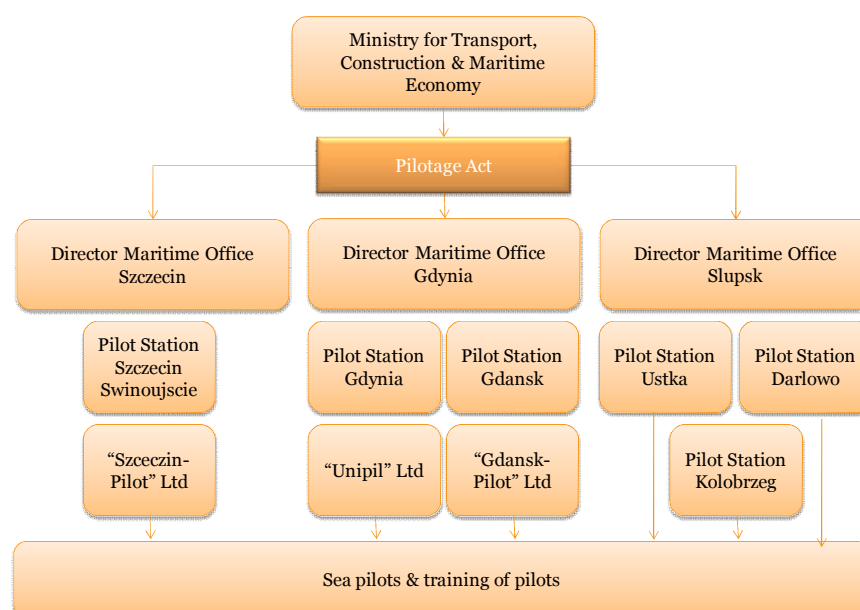 Ministry for Transport,
Construction & Maritime
Economy
Pilotage Act
Director Maritime Office
Szczecin
Director Maritime Office
Gdynia
Director Maritime Office
Slupsk
Pilot Station
Szczecin
Swinoujscie
Pilot Station
Gdynia
Pilot Station
Gdansk
Pilot Station
Ustka
Pilot Station
Darlowo
“Szceczin-
Pilot” Ltd
“Unipil” Ltd
“Gdansk-
Pilot” Ltd
Pilot Station
Kolobrzeg
Sea pilots & training of pilots